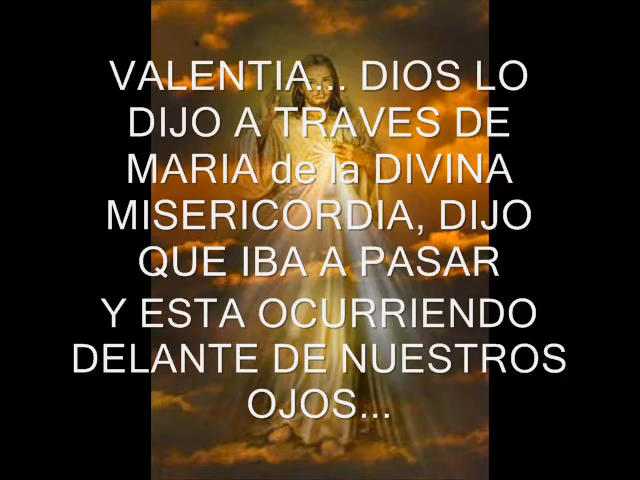 VALENTIA... DIOS LO
DIJO A TRAVES DE
MARIA de la DIVINA
MISERICORDIA, DIJO
QUE IBA A PASAR
Y ESTA OCURRIENDO
DELANTE DE NUESTROS
OJOS...